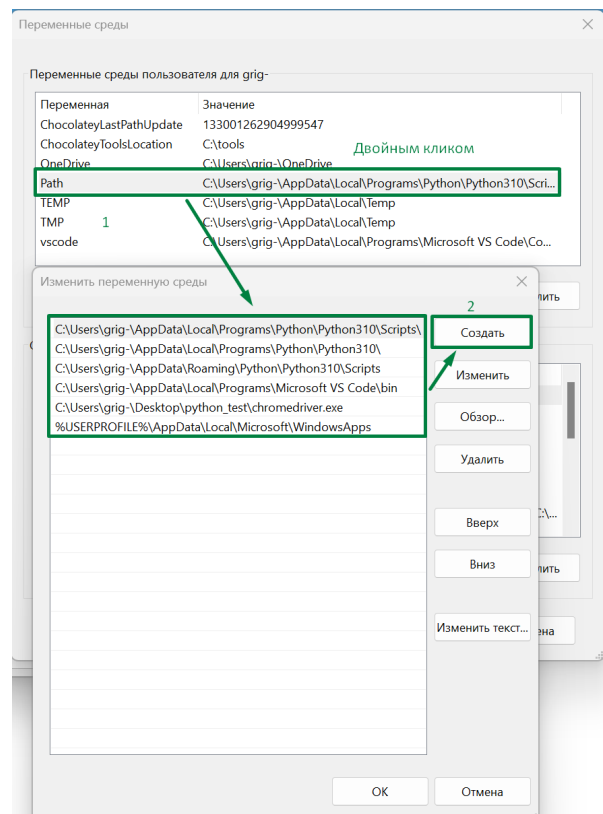 Переменные среды
Переменные среды пользователя для grig-
Переменная Значение
ChocolateyLastPathUpdate 133001262904999547
ChocolateyToolsLocation C:\tools
Двойным кликом
OneDrive C:\Users\grig-\OneDrive
Path C:\Users\grig-\AppData\Local\Programs\Python\Python310\Scri...
TEMP C:\Users\grig-\AppData\Local\Temp
TMP 1 C:\Users\grig-\AppData\Local\Temp
vscode C:\Users\grig-\AppData\Local\Programs\Microsoft VS Code\Co...
Изменить переменную среды
2
C:\Users\grig-\AppData\Local\Programs\Python\Python310\Scripts\
Создать
C:\Users\grig-\AppData\Local\Programs\Python\Python310\
C:\Users\grig-\AppData\Roaming\Python\Python310\Scripts
Изменить
C:\Users\grig-\AppData\Local\Programs\Microsoft VS Code\bin
C:\Users\grig-\Desktop\python_test\chromedriver.exe
Обзор...
%USERPROFILE%\AppData\Local\Microsoft\WindowsApps
Удалить
Вверх
Вниз
Изменить текст...
ОК
Отмена